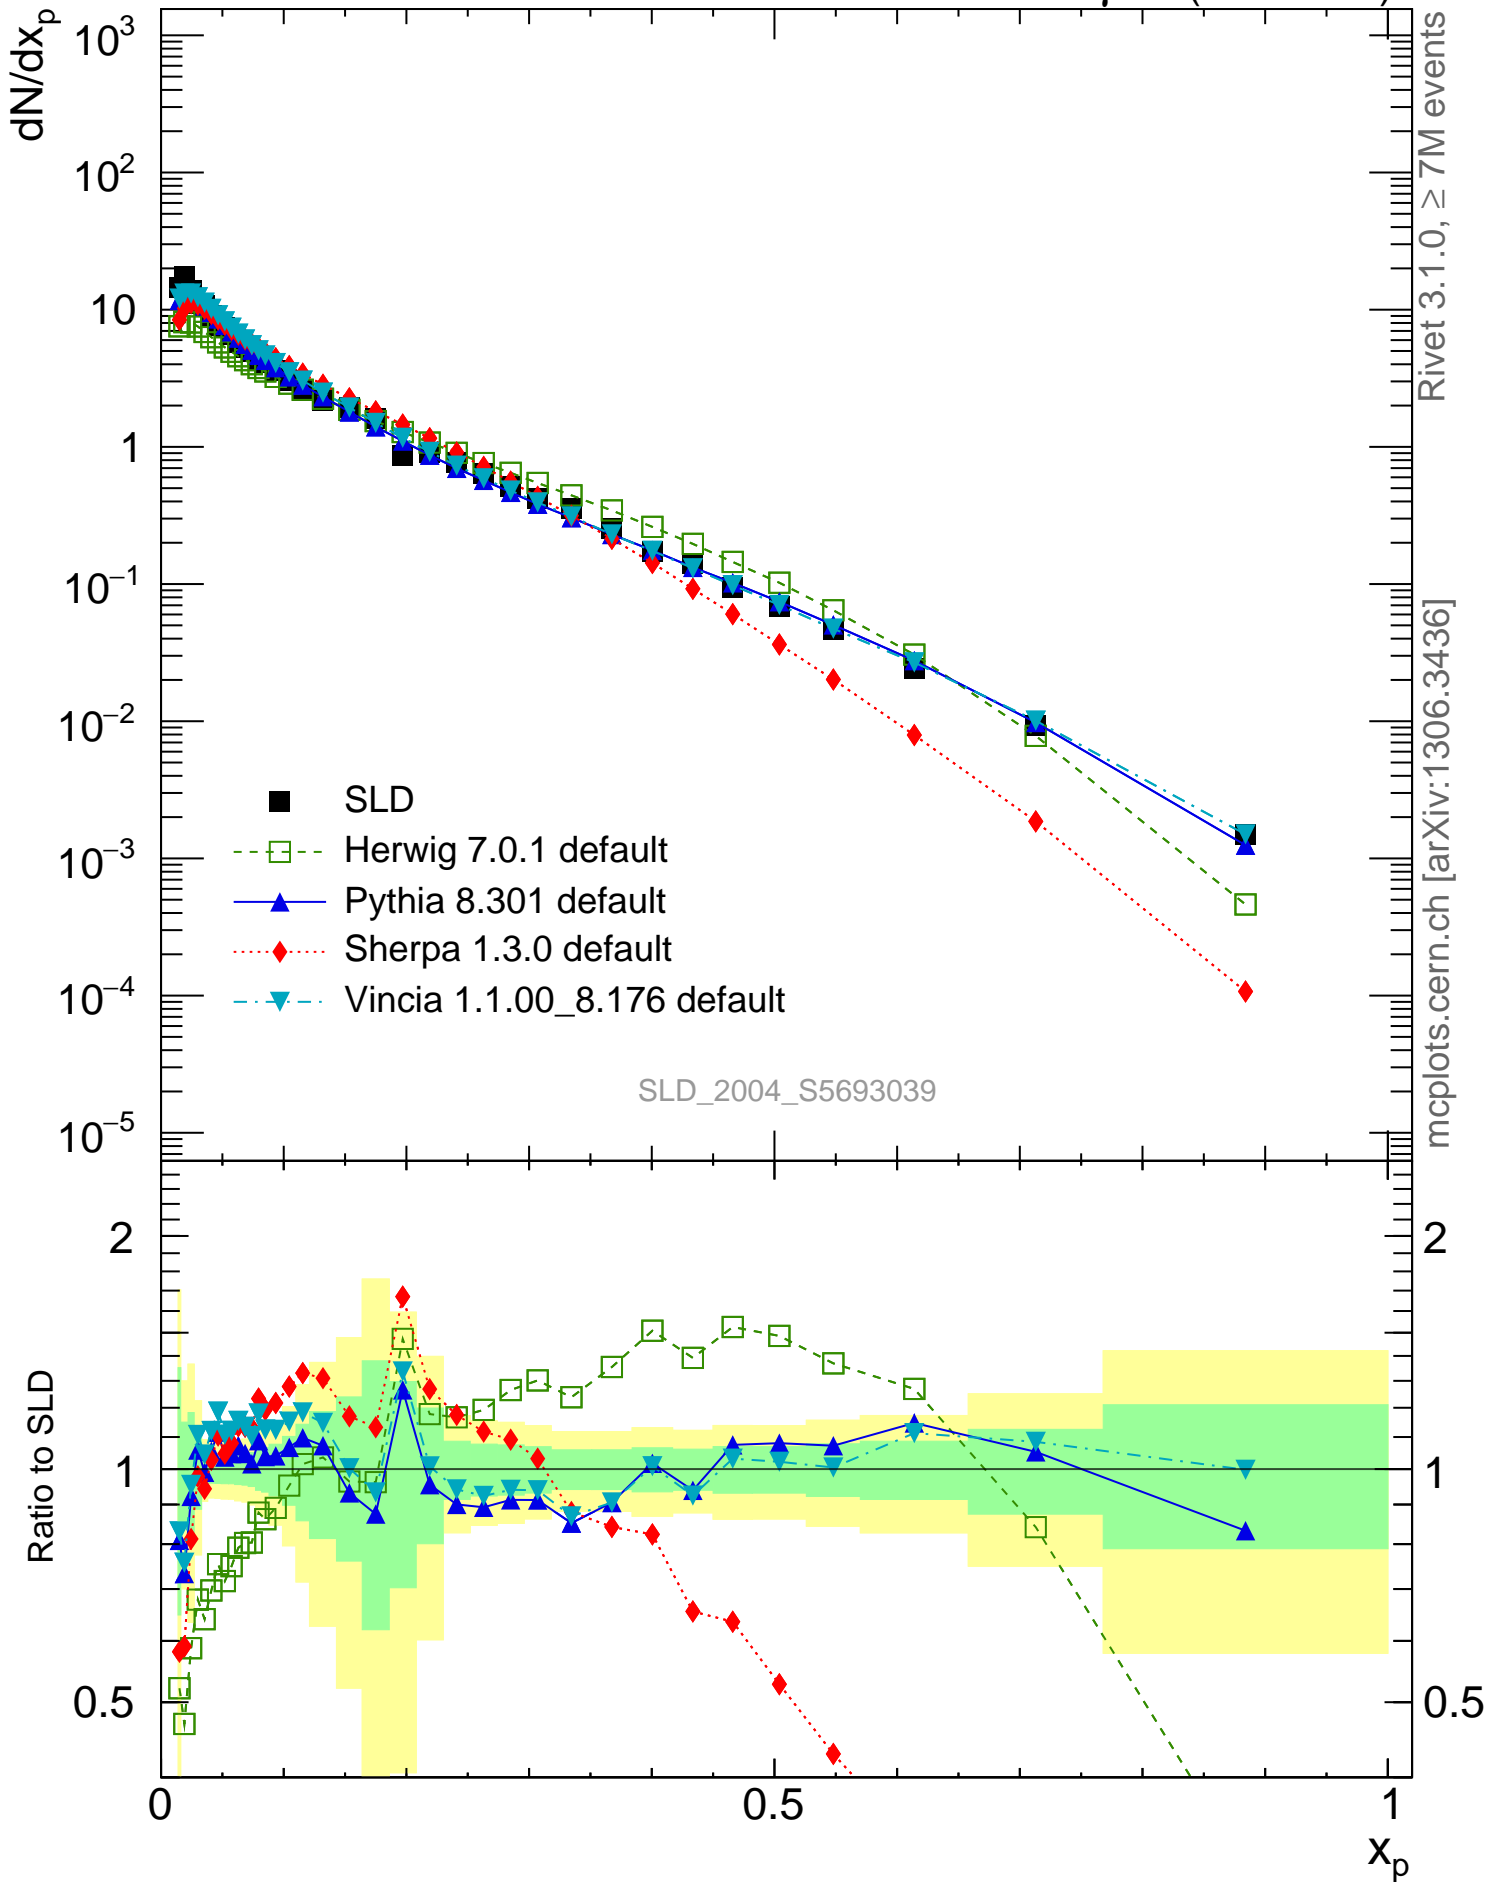 dN/dx_p
10^3
10^2
10
1
10^−1
10^−2
10^−3
10^−4
10^−5
SLD
Herwig 7.0.1 default
Pythia 8.301 default
Sherpa 1.3.0 default
Vincia 1.1.00_8.176 default
SLD_2004_S5693039
Rivet 3.1.0, ≥ 7M events
mcplots.cern.ch [arXiv:1306.3436]
Ratio to SLD
2
1
0.5
2
1
0.5
0
0.5
1
x_p